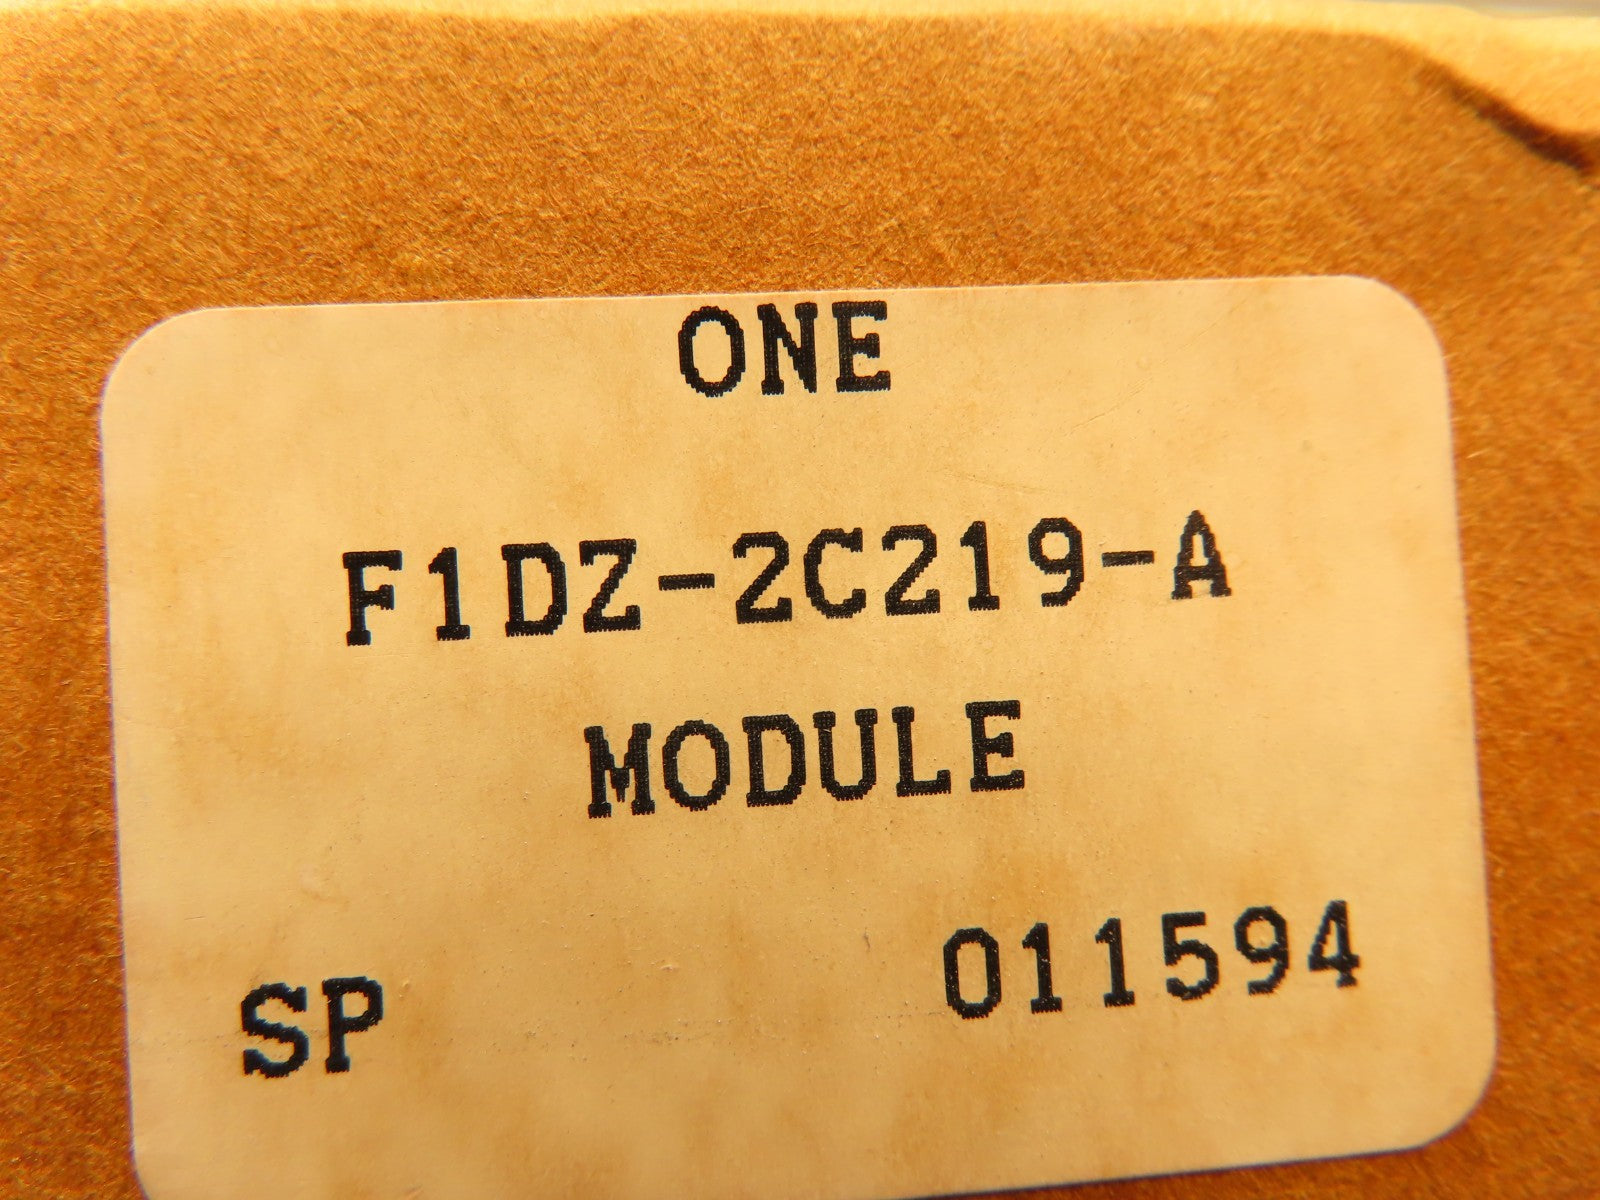 ONE
F1DZ-2C219-A
MODULE
SP 011594